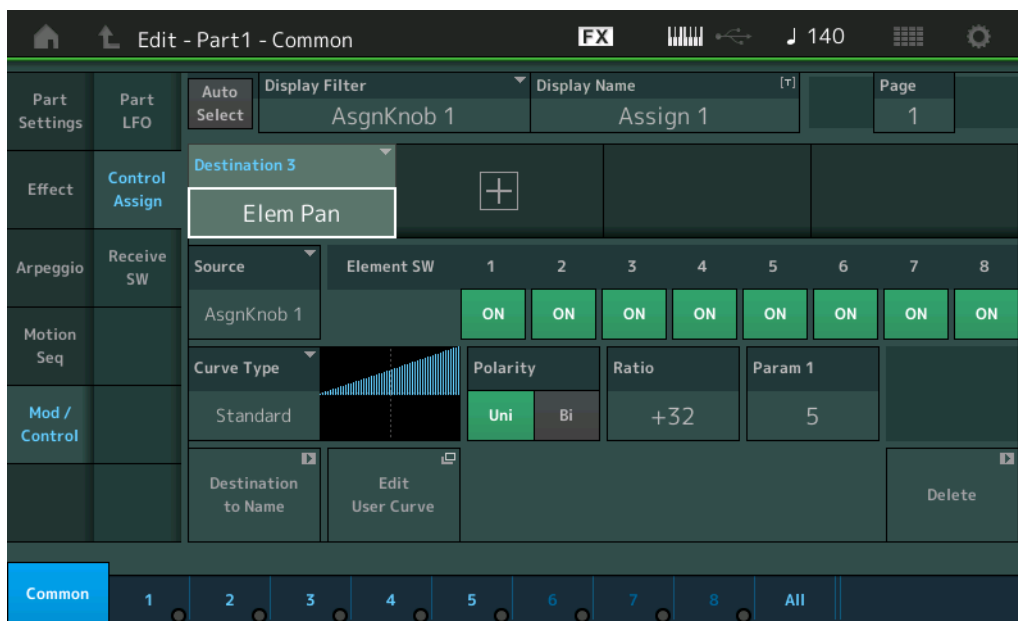 Edit - Part1 - Common
FX
♩ 140
Part
Settings
Part
LFO
Auto
Select
Display Filter
AsgnKnob 1
Display Name
[T]
Assign 1
Page
1
Effect
Control
Assign
Destination 3
Elem Pan
Arpeggio
Receive
SW
Source
AsgnKnob 1
Element SW
1 2 3 4 5 6 7 8
ON ON ON ON ON ON ON ON
Motion
Seq
Curve Type
Standard
Polarity
Uni Bi
Ratio
+32
Param 1
5
Mod /
Control
Destination
to Name
Edit
User Curve
Delete
Common 1 2 3 4 5 6 7 8 All